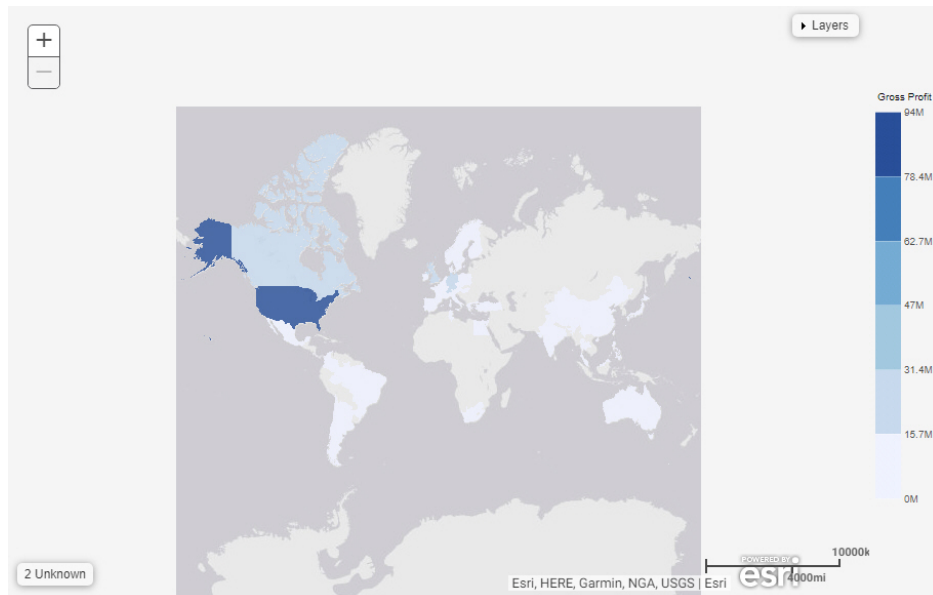 +
Layers
−
Gross Profit
94M
78.4M
62.7M
47M
31.4M
15.7M
0M
10000k
POWERED BY
esri
4000mi
2 Unknown
Esri, HERE, Garmin, NGA, USGS | Esri